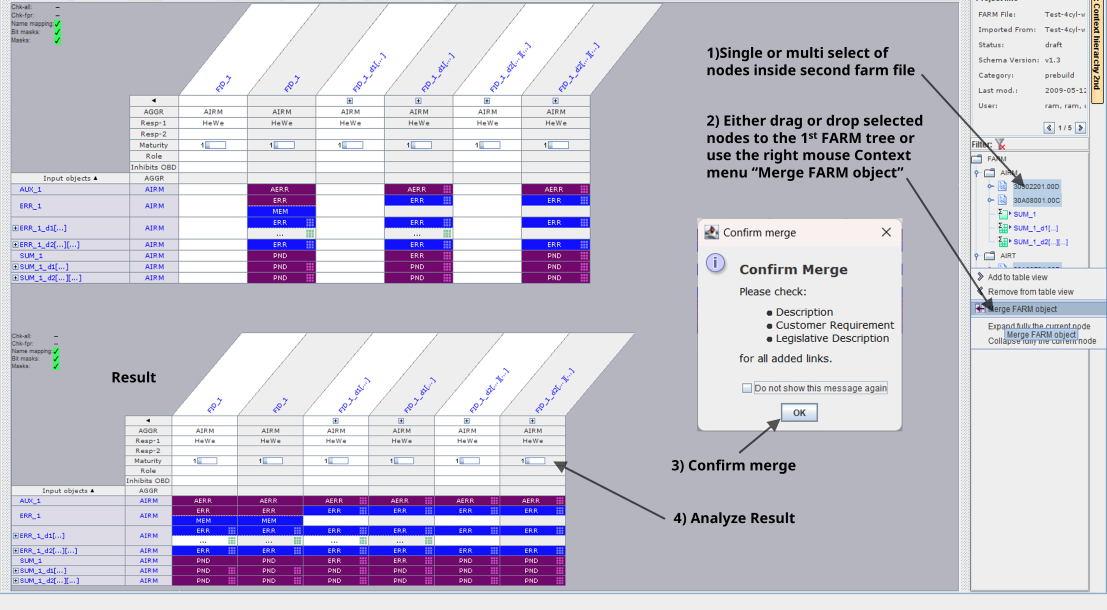 Chk-all: –
Chk-fpr: –
Name mapping:
Bit masks:
Masks:
FID_1 FID_1 FID_1_d1[...] FID_1_d1[...] FID_1_d2[...][...] FID_1_d2[...][...]
AGGR AIRM AIRM AIRM AIRM AIRM AIRM
Resp-1 HeWe HeWe HeWe HeWe HeWe HeWe
Resp-2
Maturity 1 1 1 1 1 1
Role
Inhibits OBD
Input objects ▲ AGGR
AUX_1 AIRM AERR AERR AERR
ERR_1 AIRM ERR ERR ERR
MEM
ERR_1_d1[...] AIRM ERR ERR ERR
... ...
ERR_1_d2[...][...] AIRM ERR ERR ERR
SUM_1 AIRM PND ERR PND
SUM_1_d1[...] AIRM PND PND PND
SUM_1_d2[...][...] AIRM PND PND PND
Chk-all: –
Chk-fpr: –
Name mapping:
Bit masks:
Masks:
Result
FID_1 FID_1 FID_1_d1[...] FID_1_d1[...] FID_1_d2[...][...] FID_1_d2[...][...]
AGGR AIRM AIRM AIRM AIRM AIRM AIRM
Resp-1 HeWe HeWe HeWe HeWe HeWe HeWe
Resp-2
Maturity 1 1 1 1 1 1
Role
Inhibits OBD
Input objects ▲ AGGR
AUX_1 AIRM AERR AERR AERR AERR AERR AERR
ERR_1 AIRM ERR ERR ERR ERR ERR ERR
MEM MEM
ERR_1_d1[...] AIRM ERR ERR ERR ERR ERR ERR
... ... ... ...
ERR_1_d2[...][...] AIRM ERR ERR ERR ERR ERR ERR
SUM_1 AIRM PND PND ERR ERR PND PND
SUM_1_d1[...] AIRM PND PND PND PND PND PND
SUM_1_d2[...][...] AIRM PND PND PND PND PND PND
1)Single or multi select of
nodes inside second farm file
2) Either drag or drop selected
nodes to the 1st FARM tree or
use the right mouse Context
menu “Merge FARM object”
Confirm merge
Confirm Merge
Please check:
● Description
● Customer Requirement
● Legislative Description
for all added links.
Do not show this message again
OK
3) Confirm merge
4) Analyze Result
FARM File: Test-4cyl-v
Imported From: Test-4cyl-v
Status: draft
Schema Version: v1.3
Category: prebuild
Last mod.: 2009-05-12
User: ram, ram,
1 / 5
Filter:
FARM
AIRM
30A08001.00C
SUM_1
SUM_1_d1[...]
SUM_1_d2[...][...]
AIRT
Add to table view
Remove from table view
Merge FARM object
Expand fully the current node
Merge FARM object
Collapse fully the current node
Context hierarchy 2nd